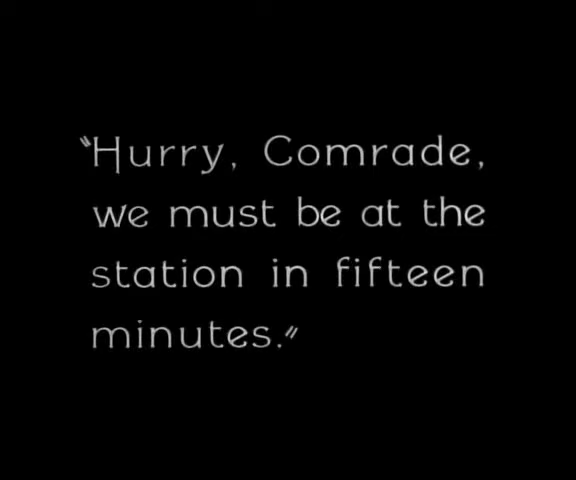 "Hurry, Comrade,
we must be at the
station in fifteen
minutes."